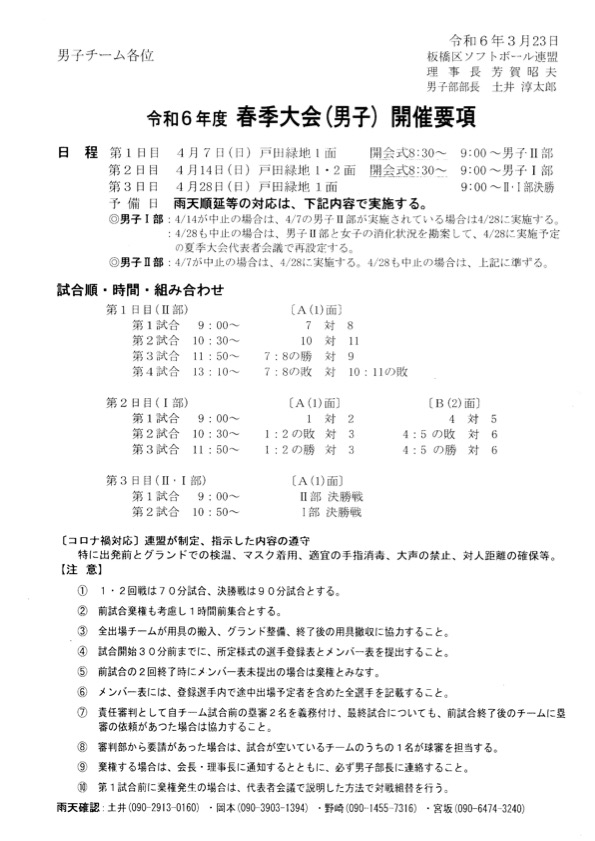 令和６年３月23日
男子チーム各位
板橋区ソフトボール連盟
理 事 長 芳 賀 昭 夫
男子部部長 土井 淳太郎
令和６年度 春季大会(男子) 開催要項
日 程 第１日目 ４月７日(日) 戸田緑地１面 開会式8:30～ 9:00～男子Ⅱ部
第２日目 ４月14日(日) 戸田緑地１・２面 開会式8:30～ 9:00～男子Ⅰ部
第３日目 ４月28日(日) 戸田緑地１面 9:00～Ⅱ･Ⅰ部決勝
予 備 日 雨天順延等の対応は、下記内容で実施する。
◎男子Ⅰ部：4/14が中止の場合は、4/7の男子Ⅱ部が実施されている場合は4/28に実施する。
：4/28も中止の場合は、男子Ⅱ部と女子の消化状況を勘案して、4/28に実施予定
の夏季大会代表者会議で再設定する。
◎男子Ⅱ部：4/7が中止の場合は、4/28に実施する。4/28も中止の場合は、上記に準ずる。
試合順・時間・組み合わせ
第１日目(Ⅱ部) 〔Ａ(1)面〕
第１試合 9：00～ 7 対 8
第２試合 10：30～ 10 対 11
第３試合 11：50～ 7：8の勝 対 9
第４試合 13：10～ 7：8の敗 対 10：11の敗
第２日目(Ⅰ部) 〔Ａ(1)面〕 〔Ｂ(2)面〕
第１試合 9：00～ 1 対 2 4 対 5
第２試合 10：30～ 1：2の敗 対 3 4：5 の敗 対 6
第３試合 11：50～ 1：2の勝 対 3 4：5 の勝 対 6
第３日目(Ⅱ･Ⅰ部) 〔Ａ(1)面〕
第１試合 9：00～ Ⅱ部 決勝戦
第２試合 10：50～ Ⅰ部 決勝戦
〔コロナ禍対応〕連盟が制定、指示した内容の遵守
特に出発前とグランドでの検温、マスク着用、適宜の手指消毒、大声の禁止、対人距離の確保等。
【注 意】
① １・２回戦は７０分試合、決勝戦は９０分試合とする。
② 前試合棄権も考慮し１時間前集合とする。
③ 全出場チームが用具の搬入、グランド整備、終了後の用具撤収に協力すること。
④ 試合開始３０分前までに、所定様式の選手登録表とメンバー表を提出すること。
⑤ 前試合の２回終了時にメンバー表未提出の場合は棄権とみなす。
⑥ メンバー表には、登録選手内で途中出場予定者を含めた全選手を記載すること。
⑦ 責任審判として自チーム試合前の塁審２名を義務付け、最終試合についても、前試合終了後のチームに塁
審の依頼があつた場合は協力すること。
⑧ 審判部から要請があった場合は、試合が空いているチームのうちの１名が球審を担当する。
⑨ 棄権する場合は、会長・理事長に通知するとともに、必ず男子部長に連絡すること。
⑩ 第１試合前に棄権発生の場合は、代表者会議で説明した方法で対戦組替を行う。
雨天確認：土井(090-2913-0160) ・岡本(090-3903-1394) ・野崎(090-1455-7316) ・宮坂(090-6474-3240)